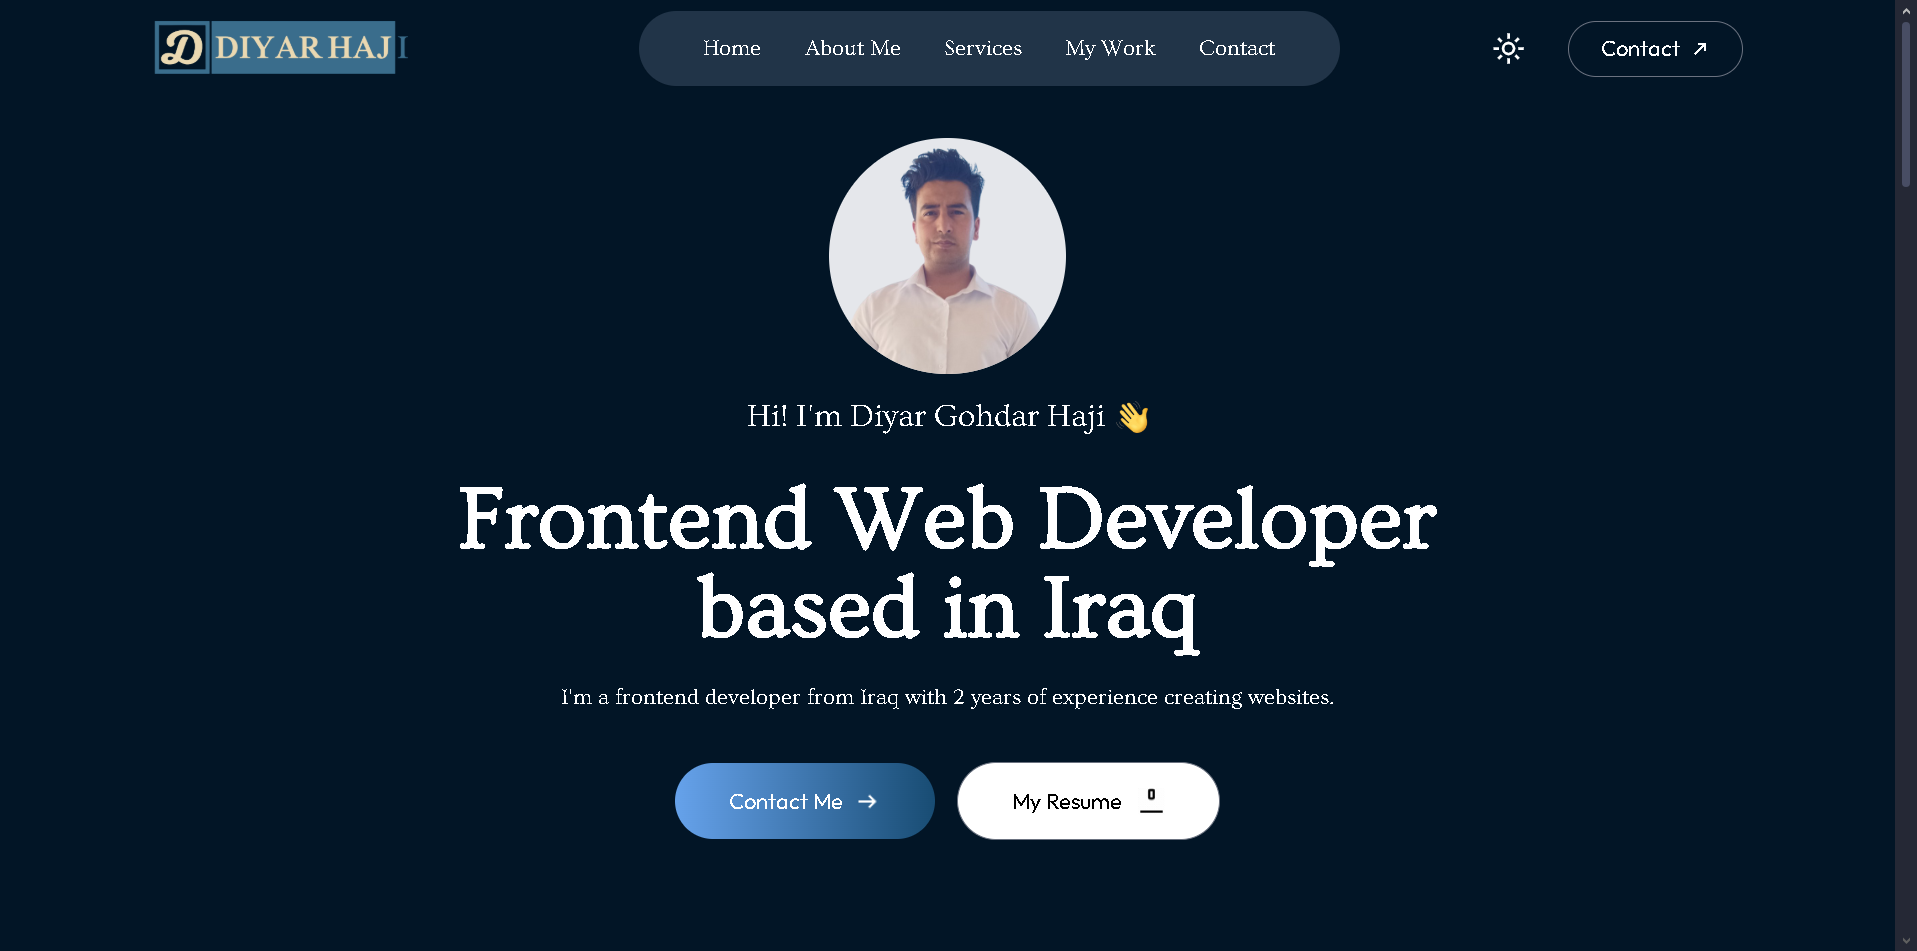 D DIYAR HAJI
Home About Me Services My Work Contact
Contact
Hi! I'm Diyar Gohdar Haji 👋
Frontend Web Developer
based in Iraq
I'm a frontend developer from Iraq with 2 years of experience creating websites.
Contact Me
My Resume